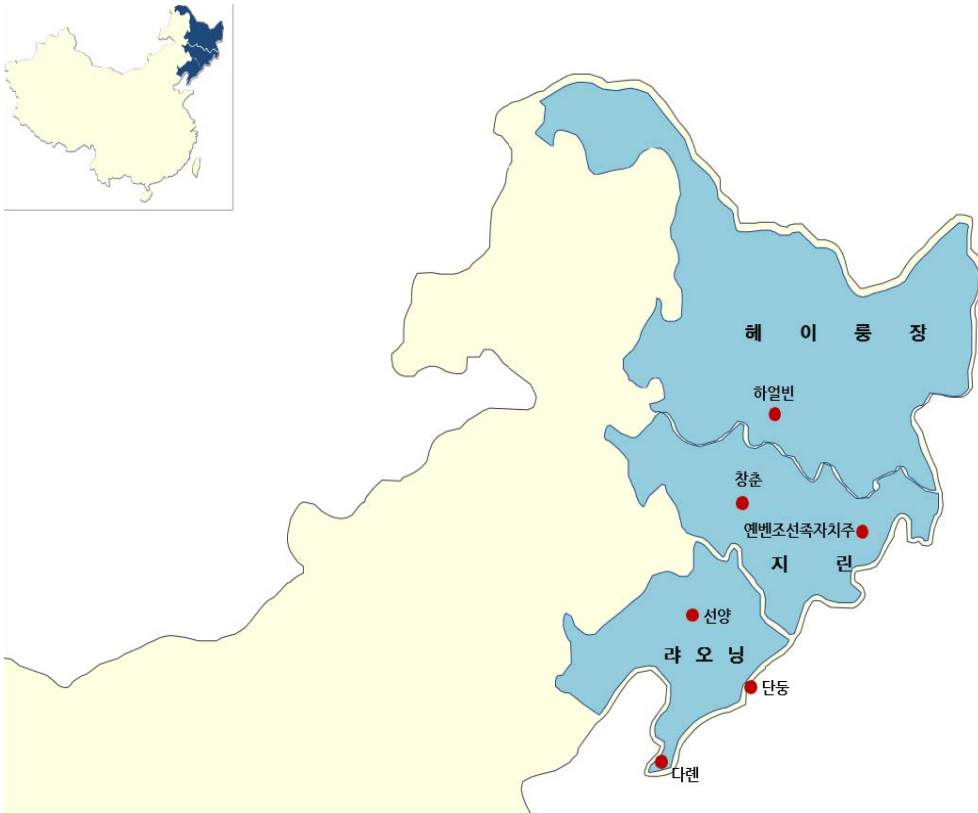 헤 이 룽 장
하얼빈
창춘
옌벤조선족자치주
지 린
선양
랴 오 닝
단둥
다롄